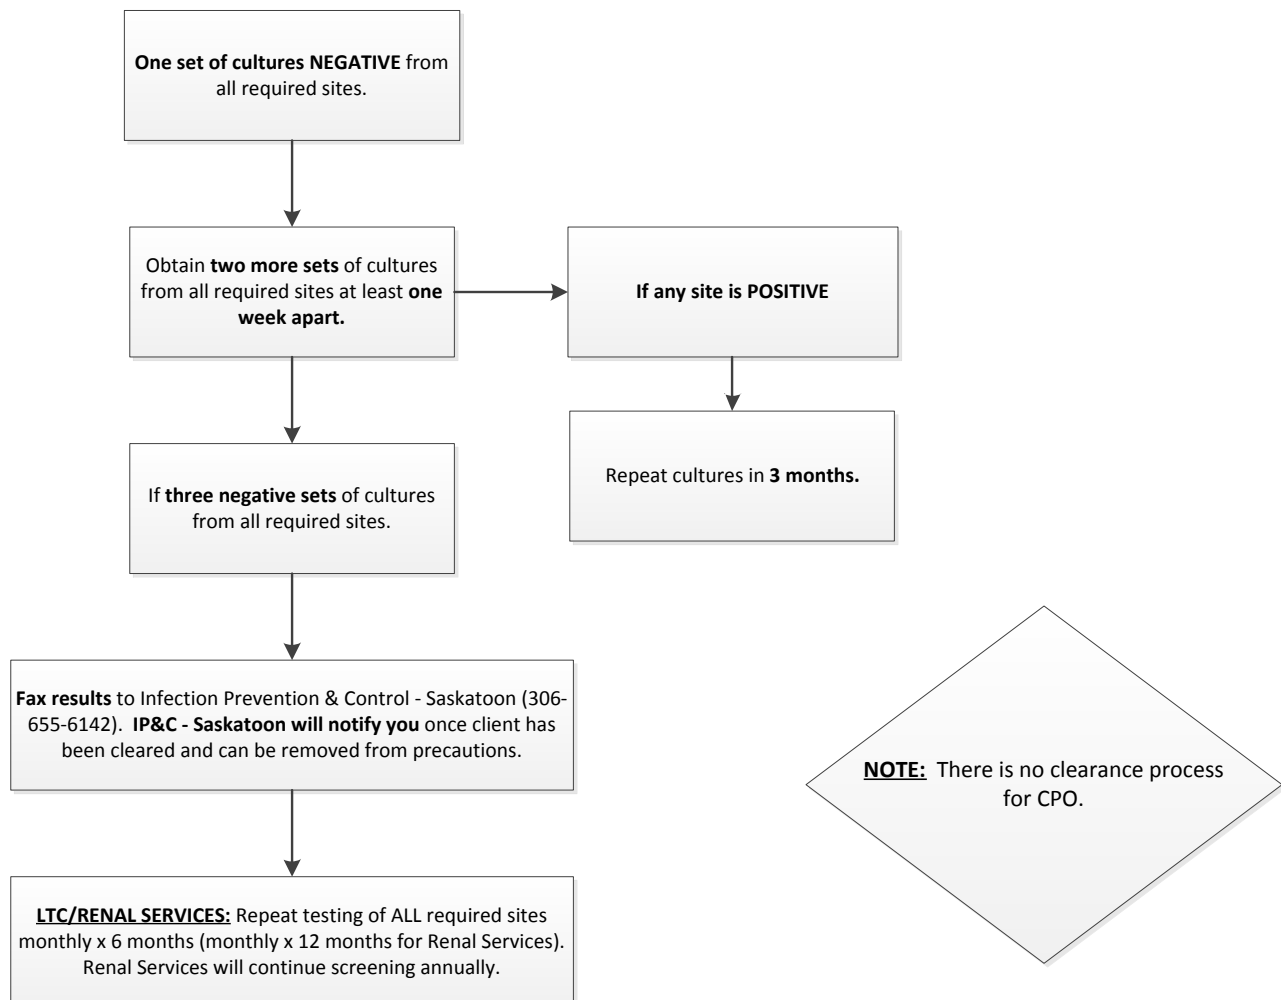 One set of cultures NEGATIVE from
all required sites.
Obtain two more sets of cultures
from all required sites at least one
week apart.
If any site is POSITIVE
Repeat cultures in 3 months.
If three negative sets of cultures
from all required sites.
Fax results to Infection Prevention & Control - Saskatoon (306-
655-6142).  IP&C - Saskatoon will notify you once client has
been cleared and can be removed from precautions.
NOTE:  There is no clearance process
for CPO.
LTC/RENAL SERVICES: Repeat testing of ALL required sites
monthly x 6 months (monthly x 12 months for Renal Services).
Renal Services will continue screening annually.